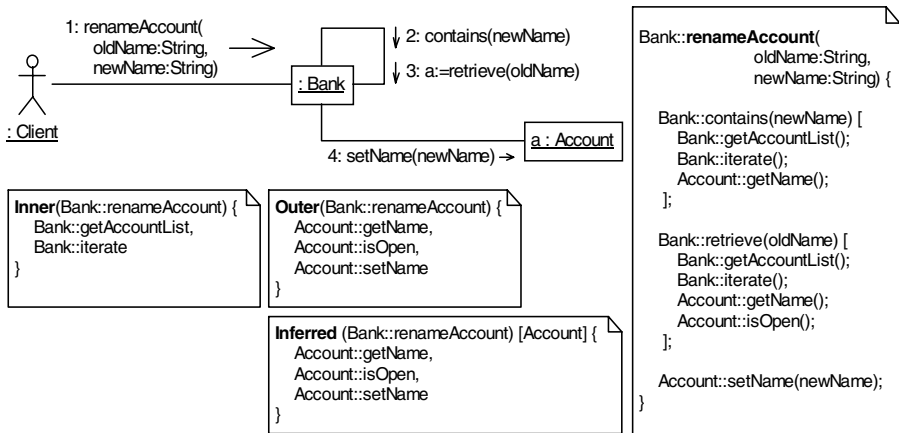 1: renameAccount(
oldName:String,
newName:String)
: Client
: Bank
2: contains(newName)
3: a:=retrieve(oldName)
a : Account
4: setName(newName)
Inner(Bank::renameAccount) {
Bank::getAccountList,
Bank::iterate
}
Outer(Bank::renameAccount) {
Account::getName,
Account::isOpen,
Account::setName
}
Inferred (Bank::renameAccount) [Account] {
Account::getName,
Account::isOpen,
Account::setName
}
Bank::renameAccount(
oldName:String,
newName:String) {
Bank::contains(newName) [
Bank::getAccountList();
Bank::iterate();
Account::getName();
];
Bank::retrieve(oldName) [
Bank::getAccountList();
Bank::iterate();
Account::getName();
Account::isOpen();
];
Account::setName(newName);
}